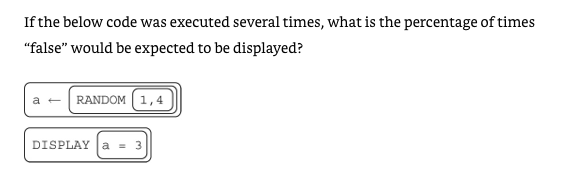 If the below code was executed several times, what is the percentage of times
“false” would be expected to be displayed?
a ← RANDOM 1,4
DISPLAY a = 3